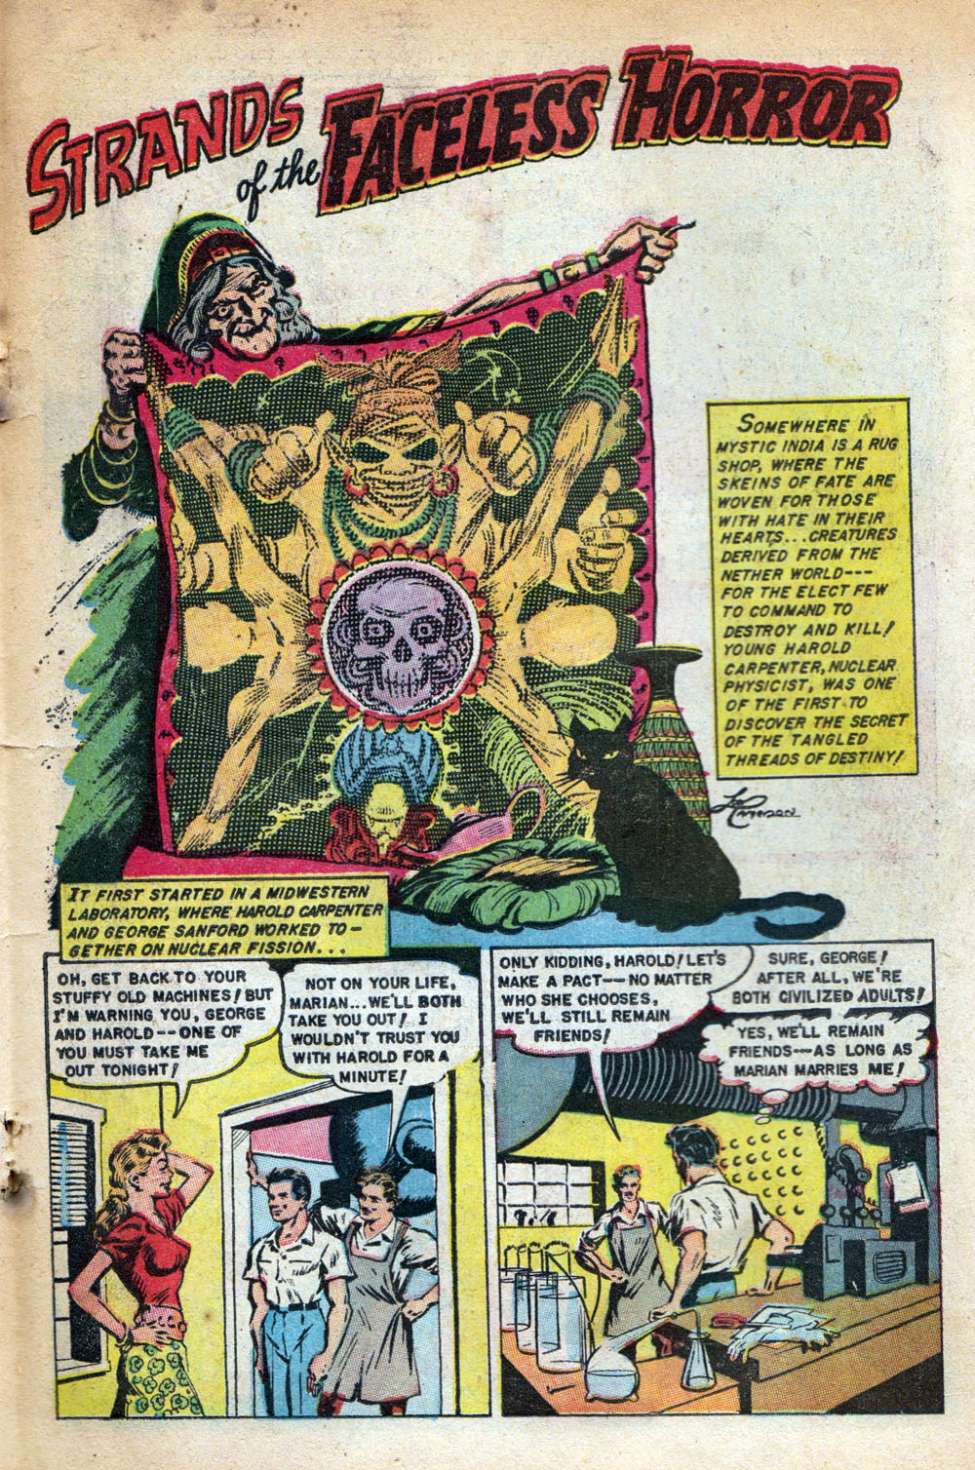 STRANDS
of the FACELESS HORROR
SOMEWHERE IN
MYSTIC INDIA IS A RUG
SHOP, WHERE THE
SKEINS OF FATE ARE
WOVEN FOR THOSE
WITH HATE IN THEIR
HEARTS...CREATURES
DERIVED FROM THE
NETHER WORLD---
FOR THE ELECT FEW
TO COMMAND TO
DESTROY AND KILL!
YOUNG HAROLD
CARPENTER, NUCLEAR
PHYSICIST, WAS ONE
OF THE FIRST TO
DISCOVER THE SECRET
OF THE TANGLED
THREADS OF DESTINY!
IT FIRST STARTED IN A MIDWESTERN
LABORATORY, WHERE HAROLD CARPENTER
AND GEORGE SANFORD WORKED TO-
GETHER ON NUCLEAR FISSION...
OH, GET BACK TO YOUR
STUFFY OLD MACHINES! BUT
I'M WARNING YOU, GEORGE
AND HAROLD--ONE OF
YOU MUST TAKE ME
OUT TONIGHT!
NOT ON YOUR LIFE,
MARIAN...WE'LL BOTH
TAKE YOU OUT! I
WOULDN'T TRUST YOU
WITH HAROLD FOR A
MINUTE!
ONLY KIDDING, HAROLD! LET'S
MAKE A PACT--NO MATTER
WHO SHE CHOOSES,
WE'LL STILL REMAIN
FRIENDS!
SURE, GEORGE!
AFTER ALL, WE'RE
BOTH CIVILIZED ADULTS!
YES, WE'LL REMAIN
FRIENDS--AS LONG AS
MARIAN MARRIES ME!